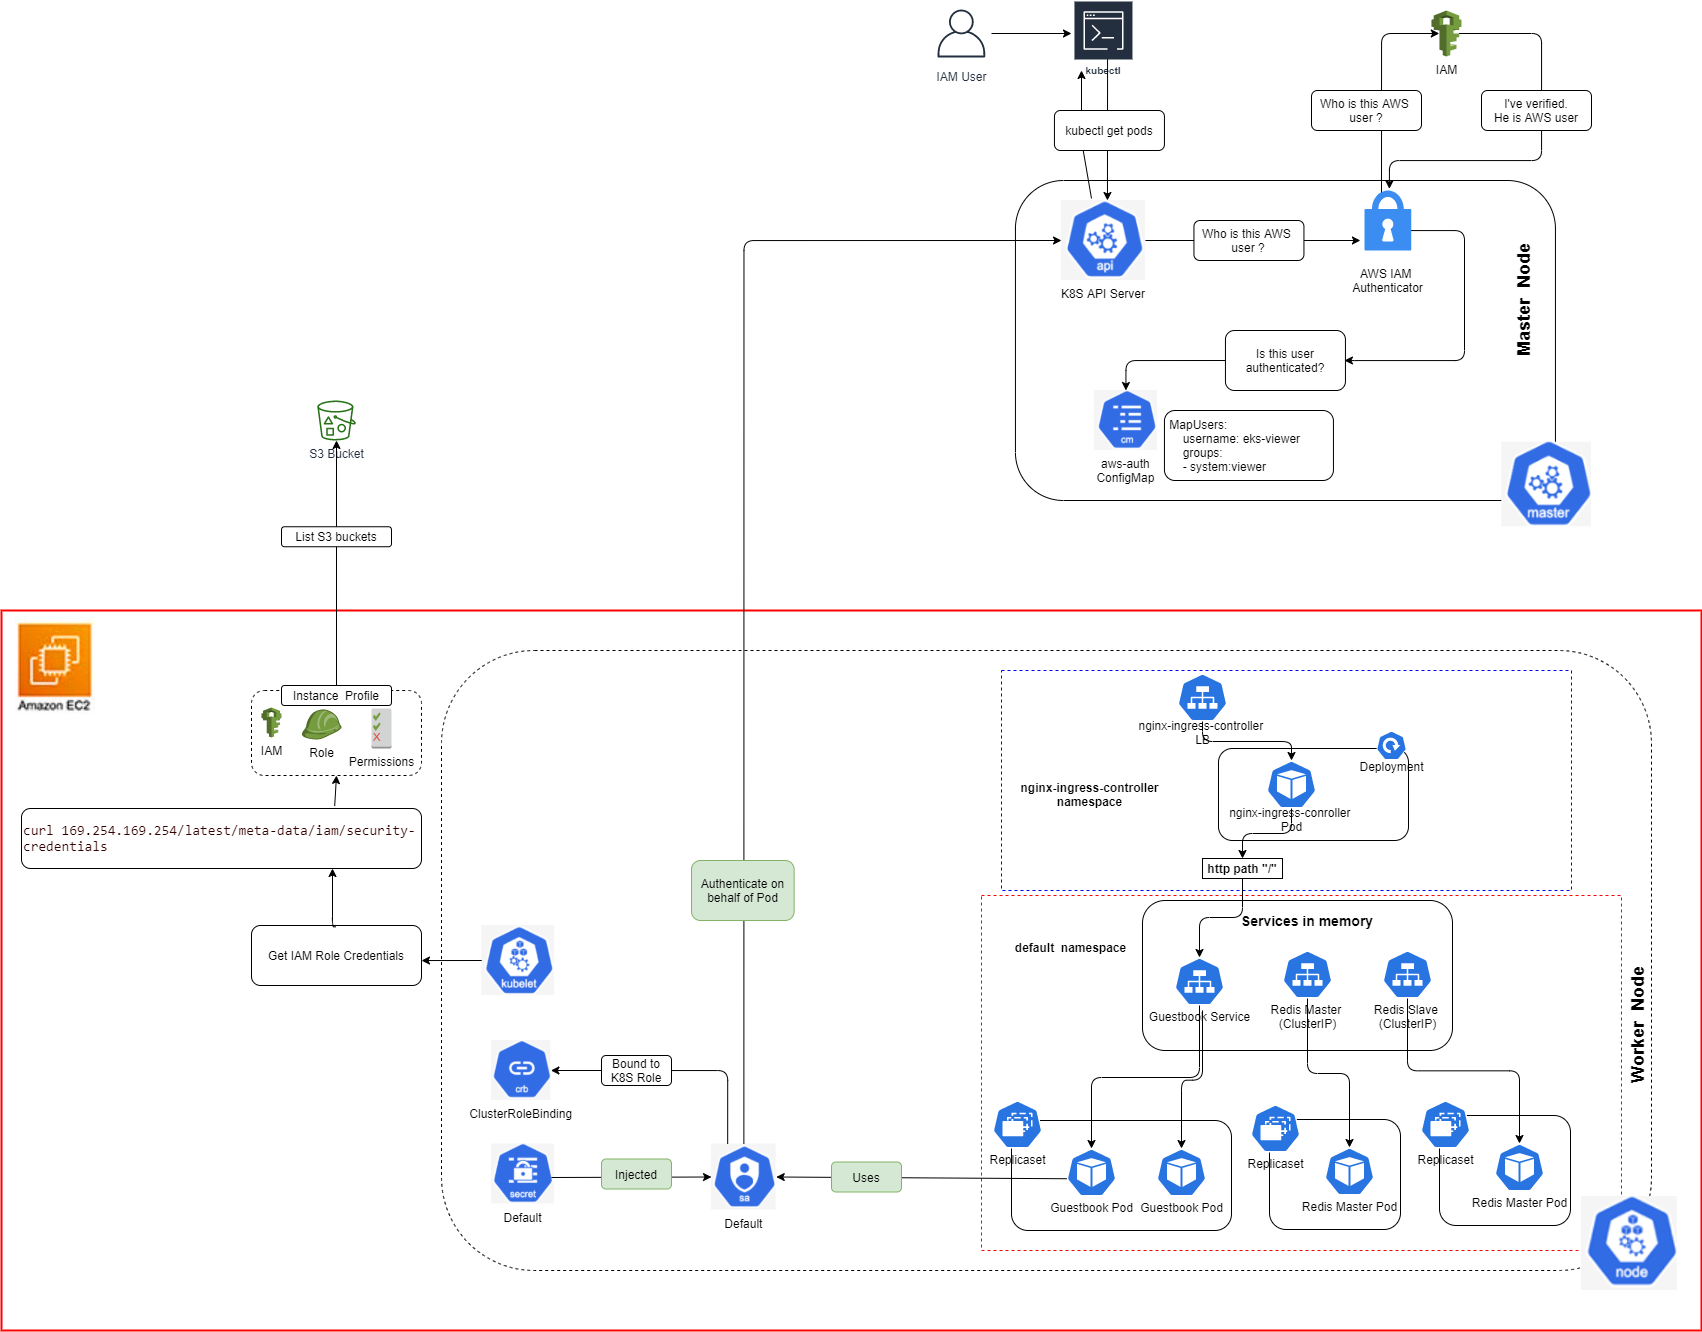 IAM User
kubectl
kubectl get pods
IAM
Who is this AWS
user ?
I've verified.
He is AWS user
api
K8S API Server
Who is this AWS
user ?
AWS IAM
Authenticator
Master Node
Is this user
authenticated?
cm
aws-auth
ConfigMap
MapUsers:
username: eks-viewer
groups:
- system:viewer
master
S3 Bucket
List S3 buckets
Amazon EC2
Instance Profile
IAM
Role
Permissions
curl 169.254.169.254/latest/meta-data/iam/security-
credentials
Get IAM Role Credentials
kubelet
Authenticate on
behalf of Pod
Bound to
K8S Role
crb
ClusterRoleBinding
secret
Default
Injected
sa
Default
Uses
nginx-ingress-controller
LB
Deployment
nginx-ingress-controller
namespace
nginx-ingress-conroller
Pod
http path "/"
Services in memory
default namespace
Guestbook Service
Redis Master
(ClusterIP)
Redis Slave
(ClusterIP)
Worker Node
Replicaset
Guestbook Pod
Guestbook Pod
Replicaset
Redis Master Pod
Replicaset
Redis Master Pod
node